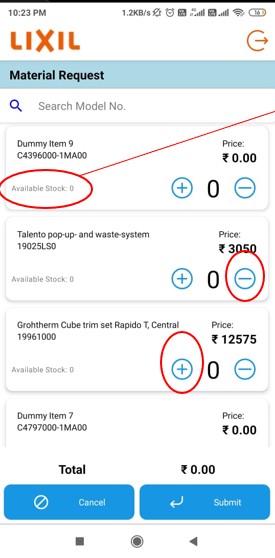 10:23 PM 1.2KB/s 16
LIXIL
Material Request
Search Model No.
Dummy Item 9 Price:
C4396000-1MA00 ₹ 0.00
Available Stock: 0 0
Talento pop-up- and waste-system Price:
19025LS0 ₹ 3050
Available Stock: 0 0
Grohtherm Cube trim set Rapido T, Central Price:
19961000 ₹ 12575
Available Stock: 0 0
Dummy Item 7 Price:
C4797000-1MA00 ₹ 0.00
Total ₹ 0.00
Cancel Submit